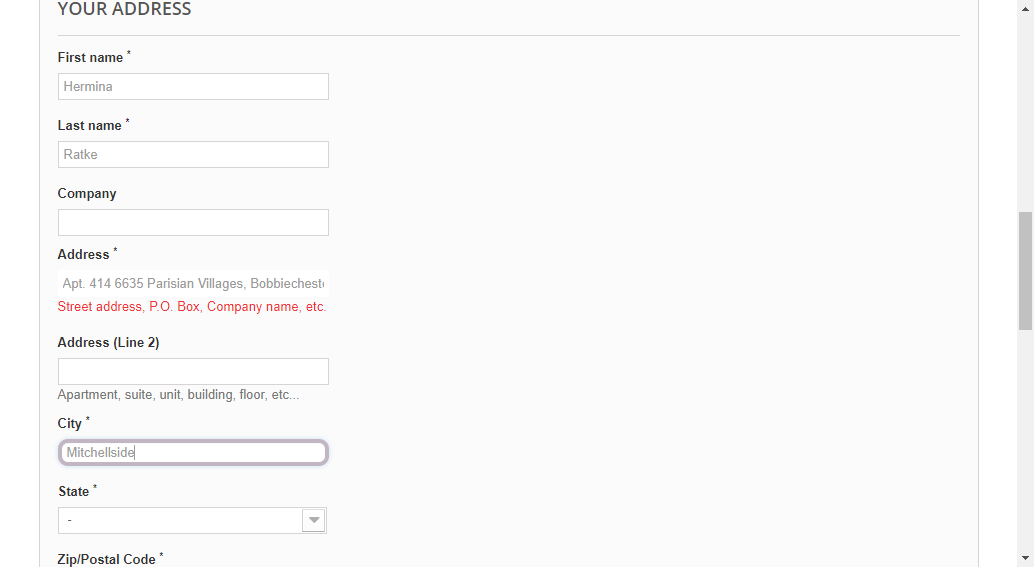 YOUR ADDRESS
First name *
Hermina
Last name *
Ratke
Company
Address *
Apt. 414 6635 Parisian Villages, Bobbiechest
Street address, P.O. Box, Company name, etc.
Address (Line 2)
Apartment, suite, unit, building, floor, etc...
City *
Mitchellside
State *
-
Zip/Postal Code *